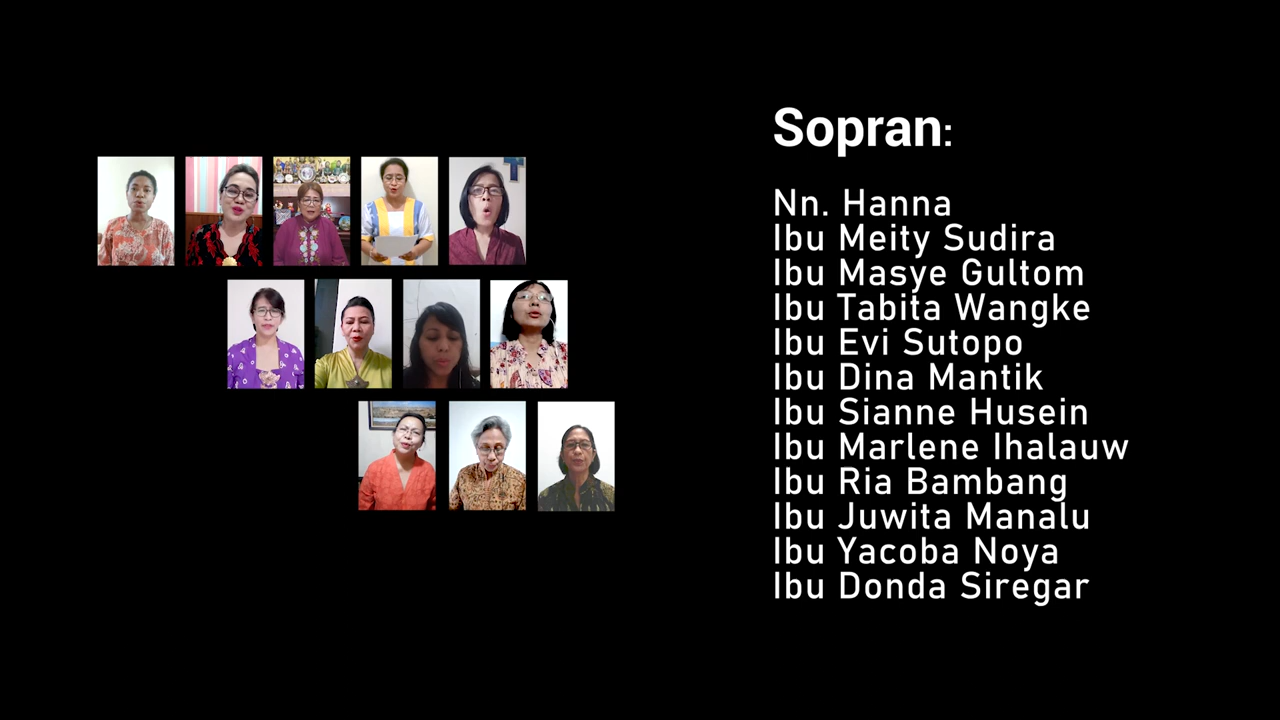 Sopran:
Nn. Hanna
Ibu Meity Sudira
Ibu Masye Gultom
Ibu Tabita Wangke
Ibu Evi Sutopo
Ibu Dina Mantik
Ibu Sianne Husein
Ibu Marlene Ihalauw
Ibu Ria Bambang
Ibu Juwita Manalu
Ibu Yacoba Noya
Ibu Donda Siregar